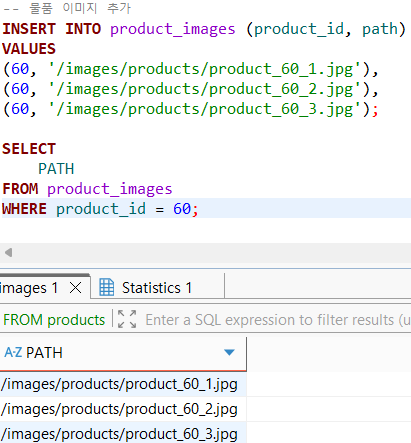 -- 물품 이미지 추가
INSERT INTO product_images (product_id, path)
VALUES
(60, '/images/products/product_60_1.jpg'),
(60, '/images/products/product_60_2.jpg'),
(60, '/images/products/product_60_3.jpg');
SELECT
PATH
FROM product_images
WHERE product_id = 60;
images 1 Statistics 1
FROM products Enter a SQL expression to filter results (u
A-Z PATH
/images/products/product_60_1.jpg
/images/products/product_60_2.jpg
/images/products/product_60_3.jpg